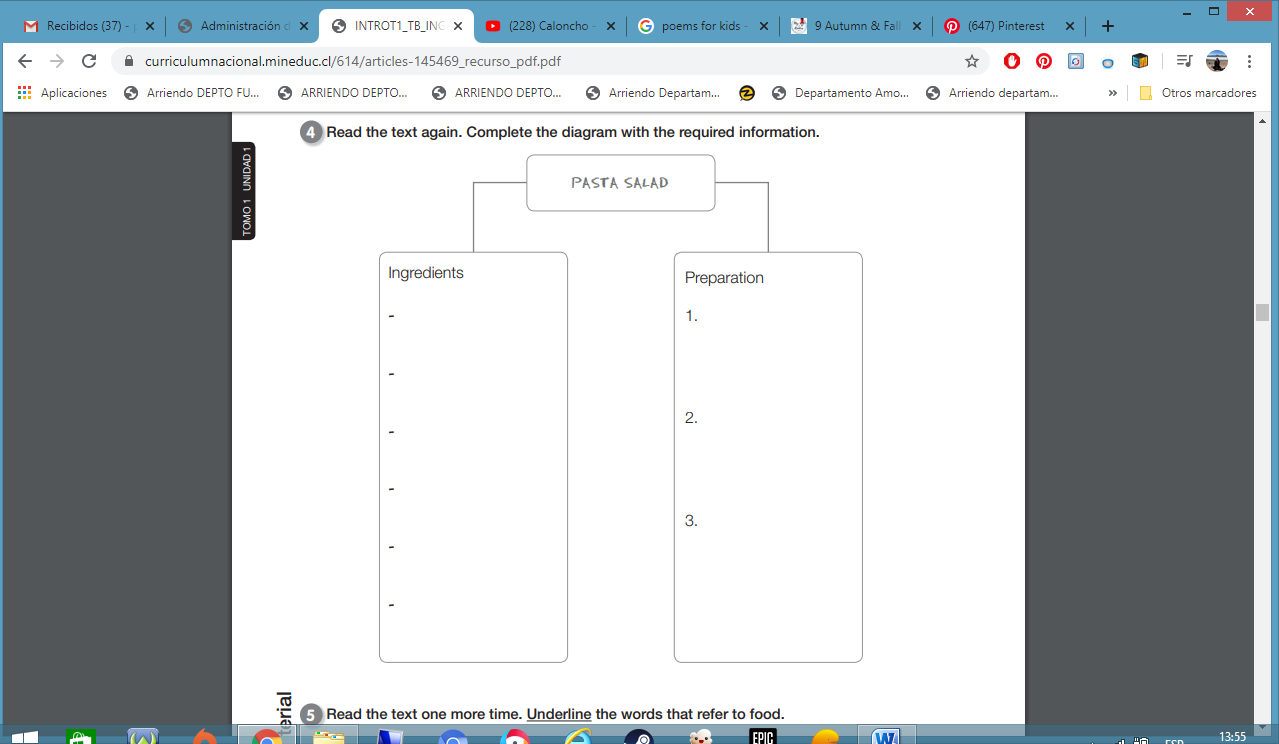 Recibidos (37) -
Administración d
INTROT1_TB_ING
(228) Caloncho -
poems for kids -
9 Autumn & Fall
(647) Pinterest
curriculumnacional.mineduc.cl/614/articles-145469_recurso_pdf.pdf
Aplicaciones
Arriendo DEPTO FU...
ARRIENDO DEPTO...
ARRIENDO DEPTO...
Arriendo Departam...
Departamento Amo...
Arriendo departam...
»
Otros marcadores
TOMO 1 UNIDAD 1
4 Read the text again. Complete the diagram with the required information.
PASTA SALAD
Ingredients
-
-
-
-
-
-
Preparation
1.
2.
3.
erial
5 Read the text one more time. Underline the words that refer to food.
EPIC
W
ESP
13:55